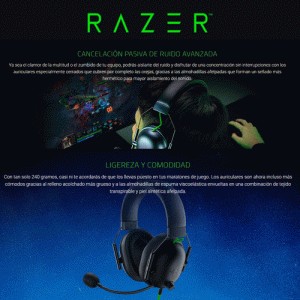 RAZER™
CANCELACIÓN PASIVA DE RUIDO AVANZADA
Ya sea el clamor de la multitud o el zumbido de tu equipo, podrás aislarte del ruido y disfrutar de una concentración sin interrupciones con los
auriculares especialmente cerrados que cubren por completo las orejas, gracias a las almohadillas afelpadas que forman un sellado más
hermético para mayor aislamiento del sonido.
LIGEREZA Y COMODIDAD
Con tan solo 240 gramos, casi ni te acordarás de que los llevas puesto en tus maratones de juego. Los auriculares son ahora incluso más
cómodos gracias al relleno acolchado más grueso y a las almohadillas de espuma viscoelástica envueltas en una combinación de tejido
transpirable y piel sintética afelpada.